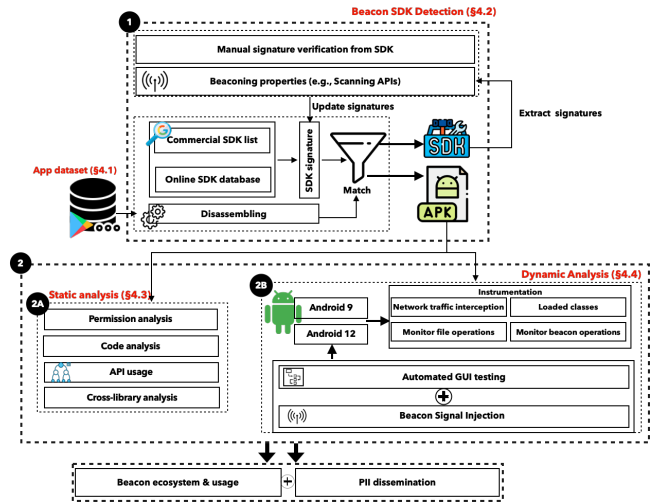 Beacon SDK Detection (§4.2)
1
Manual signature verification from SDK
Beaconing properties (e.g., Scanning APIs)
Update signatures
Extract signatures
Commercial SDK list
Online SDK database
SDK signature
Match
SDK
APK
App dataset (§4.1)
Disassembling
2
Static analysis (§4.3)
Dynamic Analysis (§4.4)
2A
Permission analysis
Code analysis
API usage
Cross-library analysis
2B
Android 9
Android 12
Instrumentation
Network traffic interception
Loaded classes
Monitor file operations
Monitor beacon operations
Automated GUI testing
+
Beacon Signal Injection
Beacon ecosystem & usage
+
PII dissemination